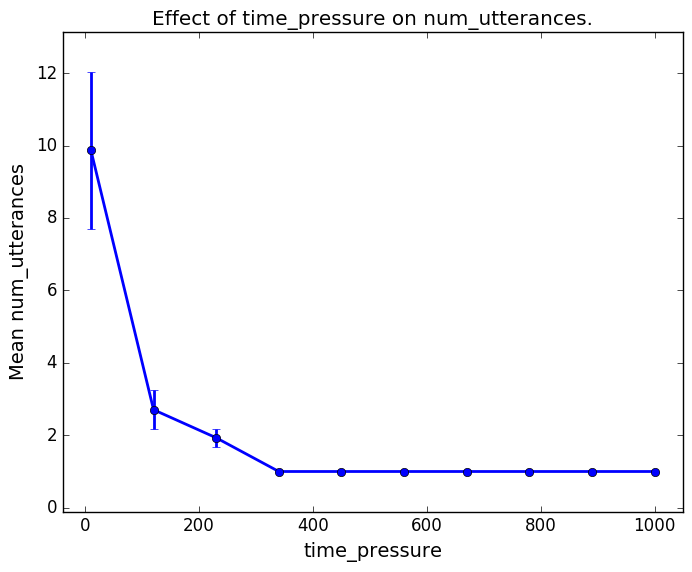 Effect of time_pressure on num_utterances.
Mean num_utterances
12
10
8
6
4
2
0
0 200 400 600 800 1000
time_pressure